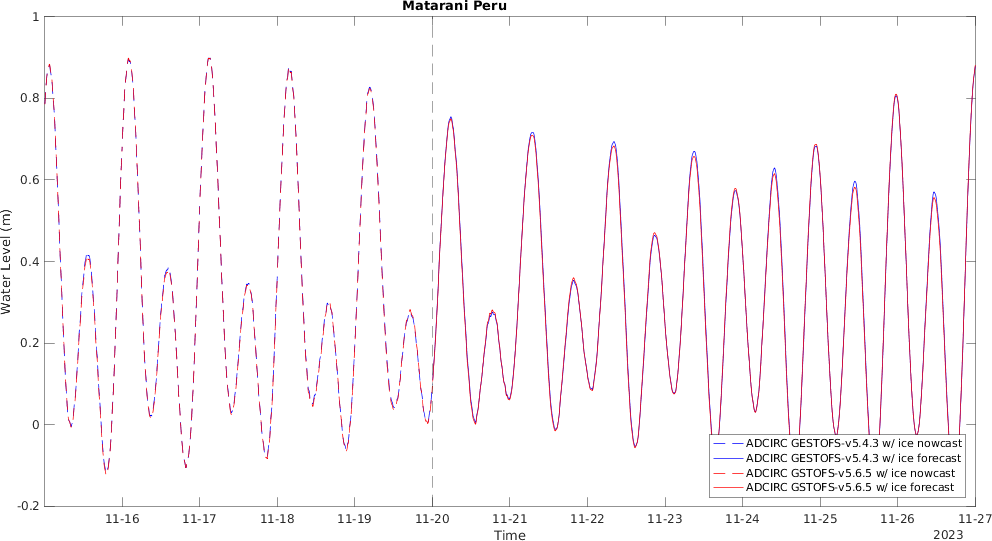 Matarani Peru
1
0.8
0.6
0.4
0.2
0
-0.2
Water Level (m)
11-16 11-17 11-18 11-19 11-20 11-21 11-22 11-23 11-24 11-25 11-26 11-27
Time
2023
ADCIRC GESTOFS-v5.4.3 w/ ice nowcast
ADCIRC GESTOFS-v5.4.3 w/ ice forecast
ADCIRC GSTOFS-v5.6.5 w/ ice nowcast
ADCIRC GSTOFS-v5.6.5 w/ ice forecast